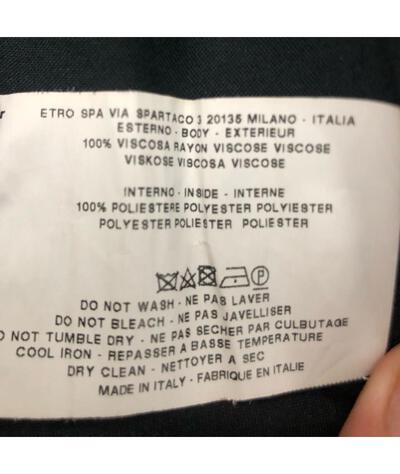 r
ETRO SPA VIA SPARTACO 3 20135 MILANO - ITALIA
ESTERNO - BODY - EXTERIEUR
100% VISCOSA RAYON VISCOSE VISCOSE
VISKOSE VISCOSA VISCOSE
INTERNO - INSIDE - INTERNE
100% POLIESTERE POLYESTER POLYIESTER
POLYESTER POLIESTER POLIESTER
P
DO NOT WASH - NE PAS LAVER
DO NOT BLEACH - NE PAS JAVELLISER
O NOT TUMBLE DRY - NE PAS SECHER PAR CULBUTAGE
COOL IRON - REPASSER A BASSE TEMPERATURE
DRY CLEAN - NETTOYER A SEC
MADE IN ITALY - FABRIQUE EN ITALIE